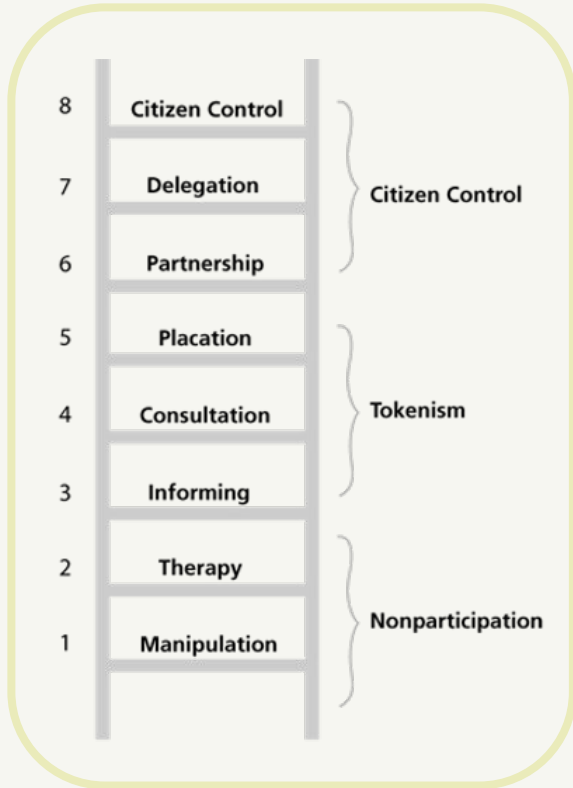 8 Citizen Control
7 Delegation
Citizen Control
6 Partnership
5 Placation
4 Consultation
Tokenism
3 Informing
2 Therapy
Nonparticipation
1 Manipulation